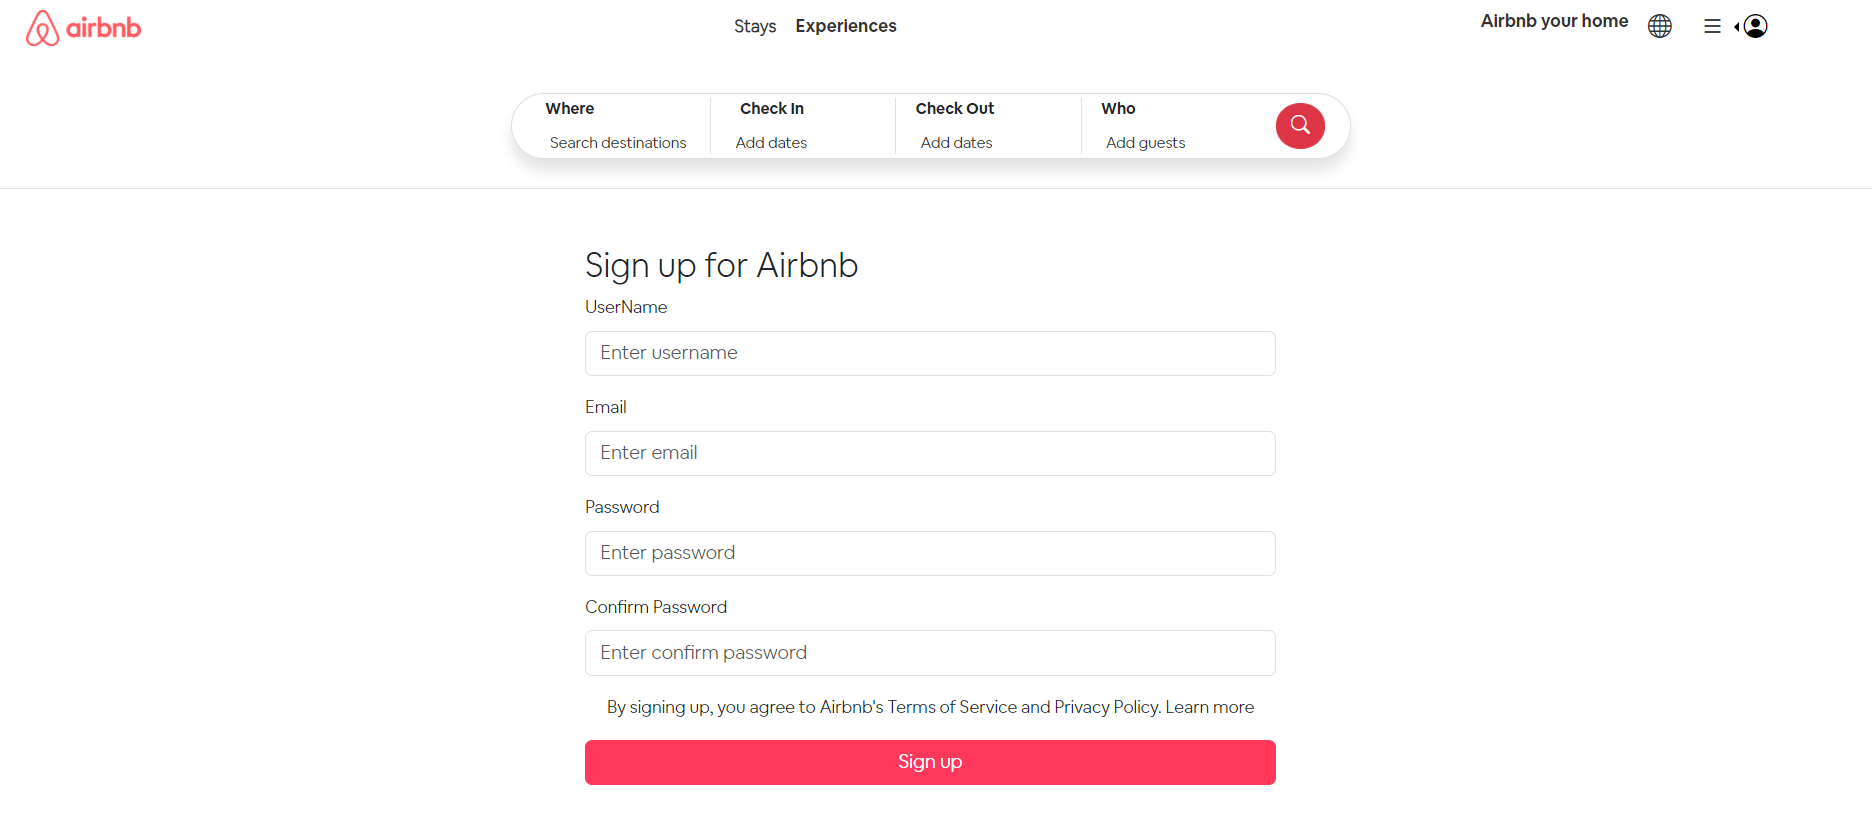 airbnb
Stays Experiences
Airbnb your home
Where Check In Check Out Who
Search destinations Add dates Add dates Add guests
Sign up for Airbnb
UserName
Enter username
Email
Enter email
Password
Enter password
Confirm Password
Enter confirm password
By signing up, you agree to Airbnb's Terms of Service and Privacy Policy. Learn more
Sign up